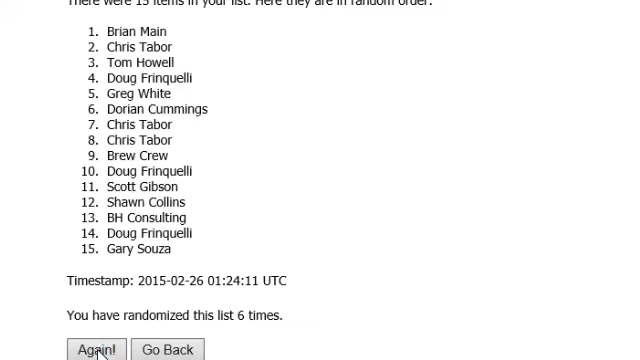 There were 15 items in your list. Here they are in random order:
1. Brian Main
2. Chris Tabor
3. Tom Howell
4. Doug Frinquelli
5. Greg White
6. Dorian Cummings
7. Chris Tabor
8. Chris Tabor
9. Brew Crew
10. Doug Frinquelli
11. Scott Gibson
12. Shawn Collins
13. BH Consulting
14. Doug Frinquelli
15. Gary Souza
Timestamp: 2015-02-26 01:24:11 UTC
You have randomized this list 6 times.
Again! Go Back